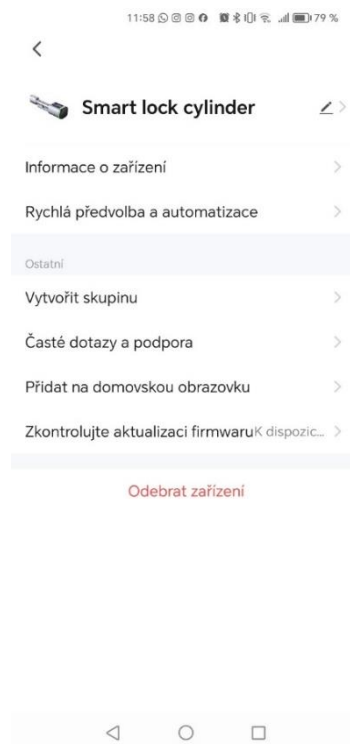 11:58 79 %
Smart lock cylinder
Informace o zařízení
Rychlá předvolba a automatizace
Ostatní
Vytvořit skupinu
Časté dotazy a podpora
Přidat na domovskou obrazovku
Zkontrolujte aktualizaci firmwaru K dispozic...
Odebrat zařízení